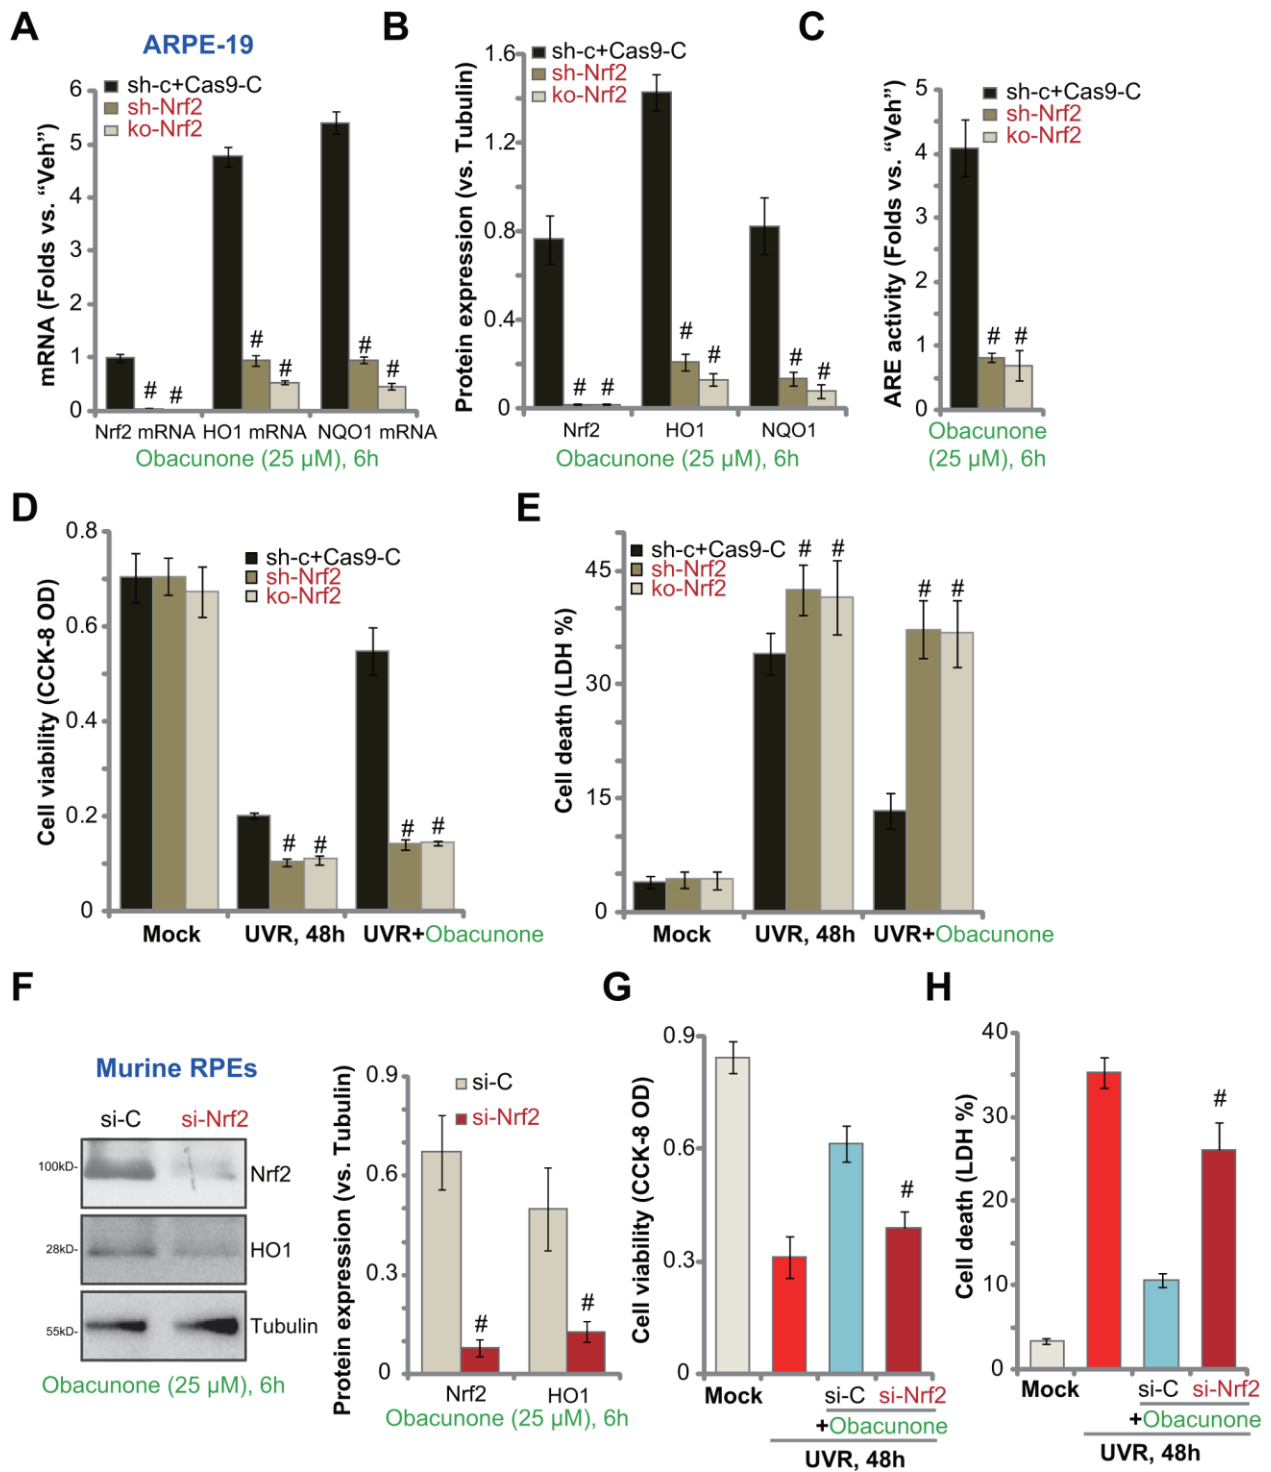 A
ARPE-19
sh-c+Cas9-C
sh-Nrf2
ko-Nrf2
mRNA (Folds vs. “Veh”)
6
5
4
3
2
1
0
# #
# #
# #
Nrf2 mRNA HO1 mRNA NQO1 mRNA
Obacunone (25 µM), 6h
B
sh-c+Cas9-C
sh-Nrf2
ko-Nrf2
Protein expression (vs. Tubulin)
1.6
1.2
0.8
0.4
0
# #
# #
# #
Nrf2 HO1 NQO1
Obacunone (25 µM), 6h
C
sh-c+Cas9-C
sh-Nrf2
ko-Nrf2
ARE activity (Folds vs. “Veh”)
5
4
3
2
1
0
# #
Obacunone
(25 µM), 6h
D
sh-c+Cas9-C
sh-Nrf2
ko-Nrf2
Cell viability (CCK-8 OD)
0.8
0.6
0.4
0.2
0
# #
# #
Mock UVR, 48h UVR+Obacunone
E
sh-c+Cas9-C
sh-Nrf2
ko-Nrf2
Cell death (LDH %)
45
30
15
0
# #
# #
Mock UVR, 48h UVR+Obacunone
F
Murine RPEs
si-C si-Nrf2
100kD- Nrf2
28kD- HO1
55kD- Tubulin
Obacunone (25 µM), 6h
si-C
si-Nrf2
Protein expression (vs. Tubulin)
0.9
0.6
0.3
0
#
#
Nrf2 HO1
Obacunone (25 µM), 6h
G
Cell viability (CCK-8 OD)
0.9
0.6
0.3
0
#
Mock si-C si-Nrf2
+Obacunone
UVR, 48h
H
Cell death (LDH %)
40
30
20
10
0
#
Mock si-C si-Nrf2
+Obacunone
UVR, 48h